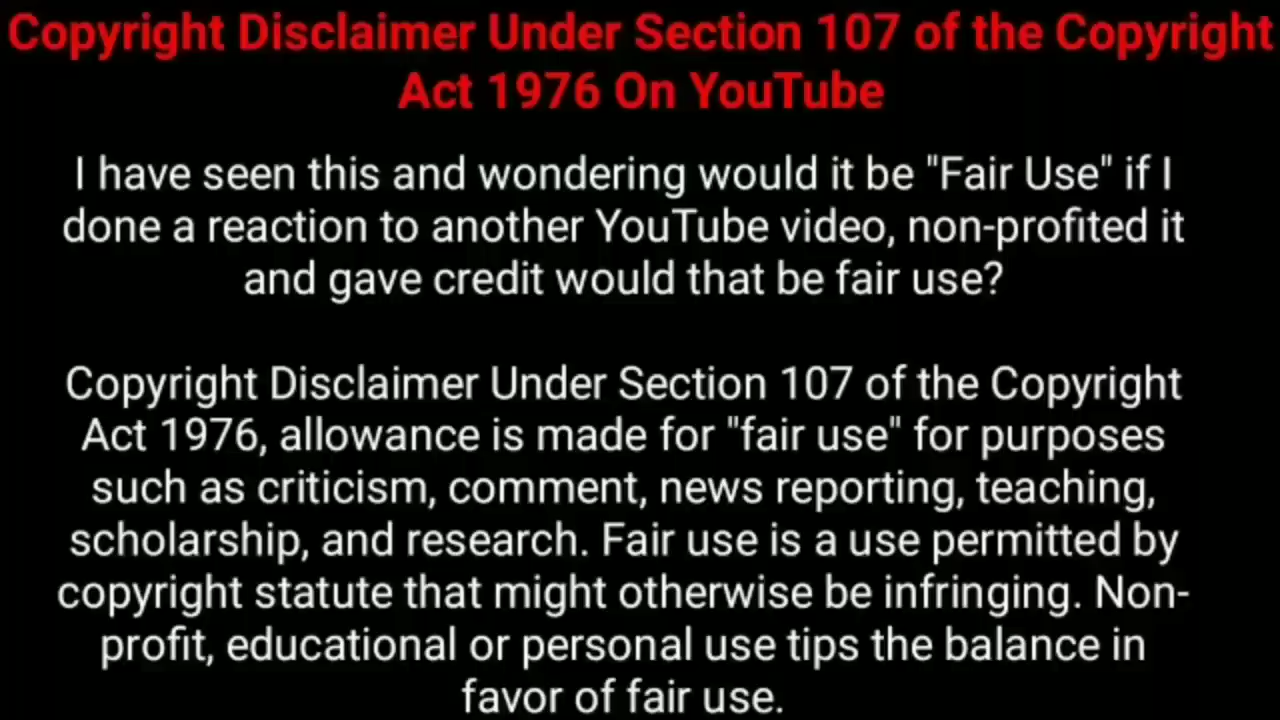 Copyright Disclaimer Under Section 107 of the Copyright
Act 1976 On YouTube
I have seen this and wondering would it be "Fair Use" if I
done a reaction to another YouTube video, non-profited it
and gave credit would that be fair use?
Copyright Disclaimer Under Section 107 of the Copyright
Act 1976, allowance is made for "fair use" for purposes
such as criticism, comment, news reporting, teaching,
scholarship, and research. Fair use is a use permitted by
copyright statute that might otherwise be infringing. Non-
profit, educational or personal use tips the balance in
favor of fair use.